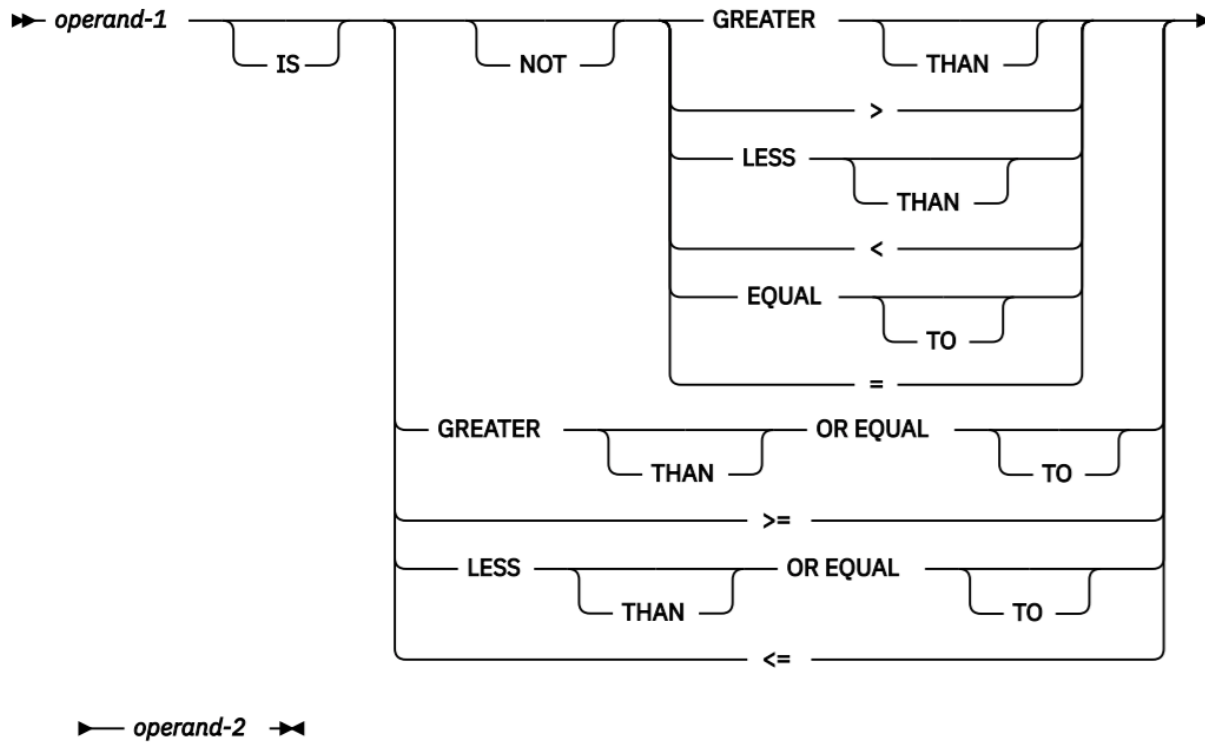 operand-1 GREATER
IS NOT THAN
>
LESS
THAN
<
EQUAL
TO
=
GREATER OR EQUAL
THAN TO
>=
LESS OR EQUAL
THAN TO
<=
operand-2